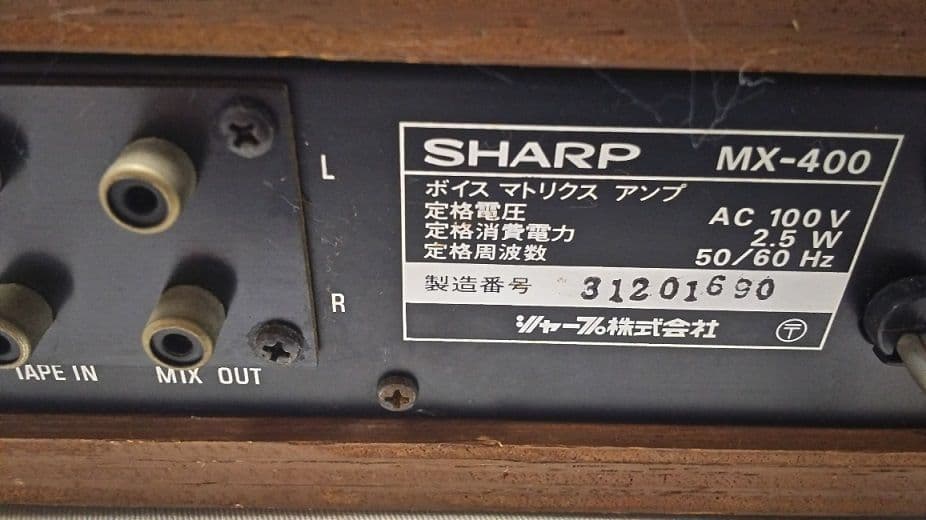 L
R
TAPE IN
MIX OUT
SHARP MX-400
ボイス マトリクス アンプ
定格電圧 AC 100 V
定格消費電力 2.5 W
定格周波数 50/60 Hz
製造番号 31201690
シャープ株式会社 〒